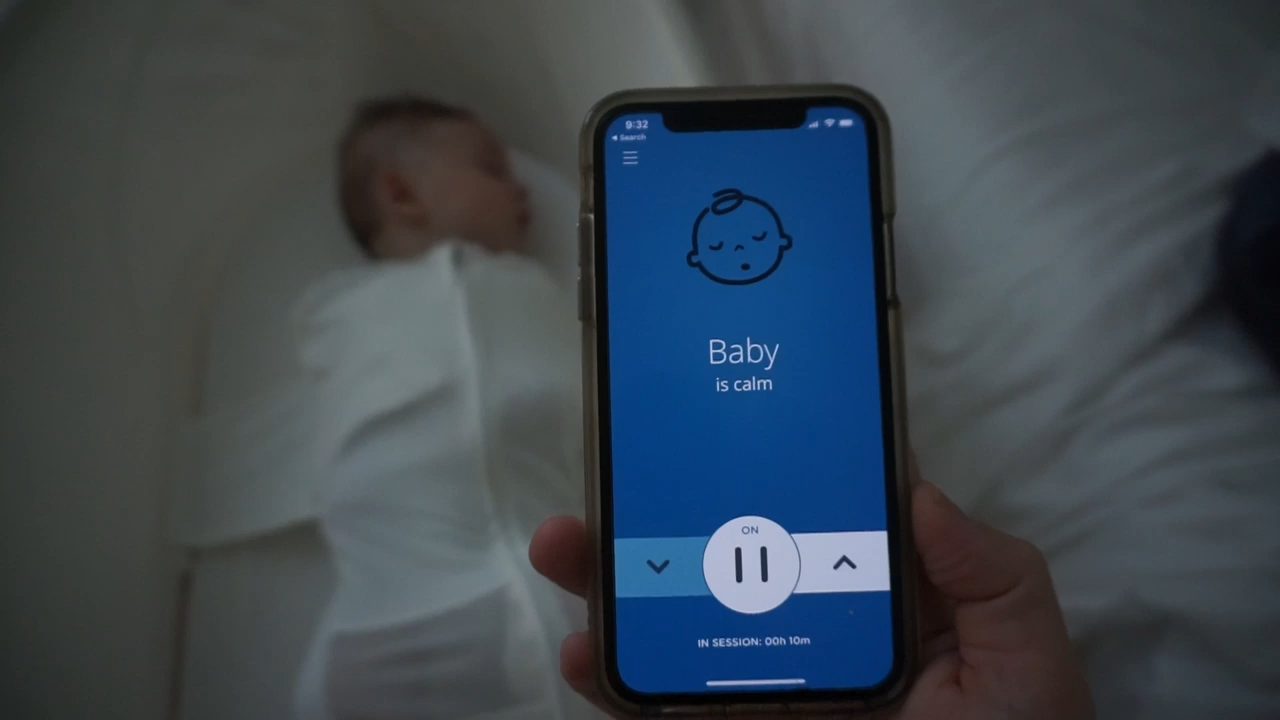 9:32
◀ Search
Baby
is calm
ON
IN SESSION: 00h 10m